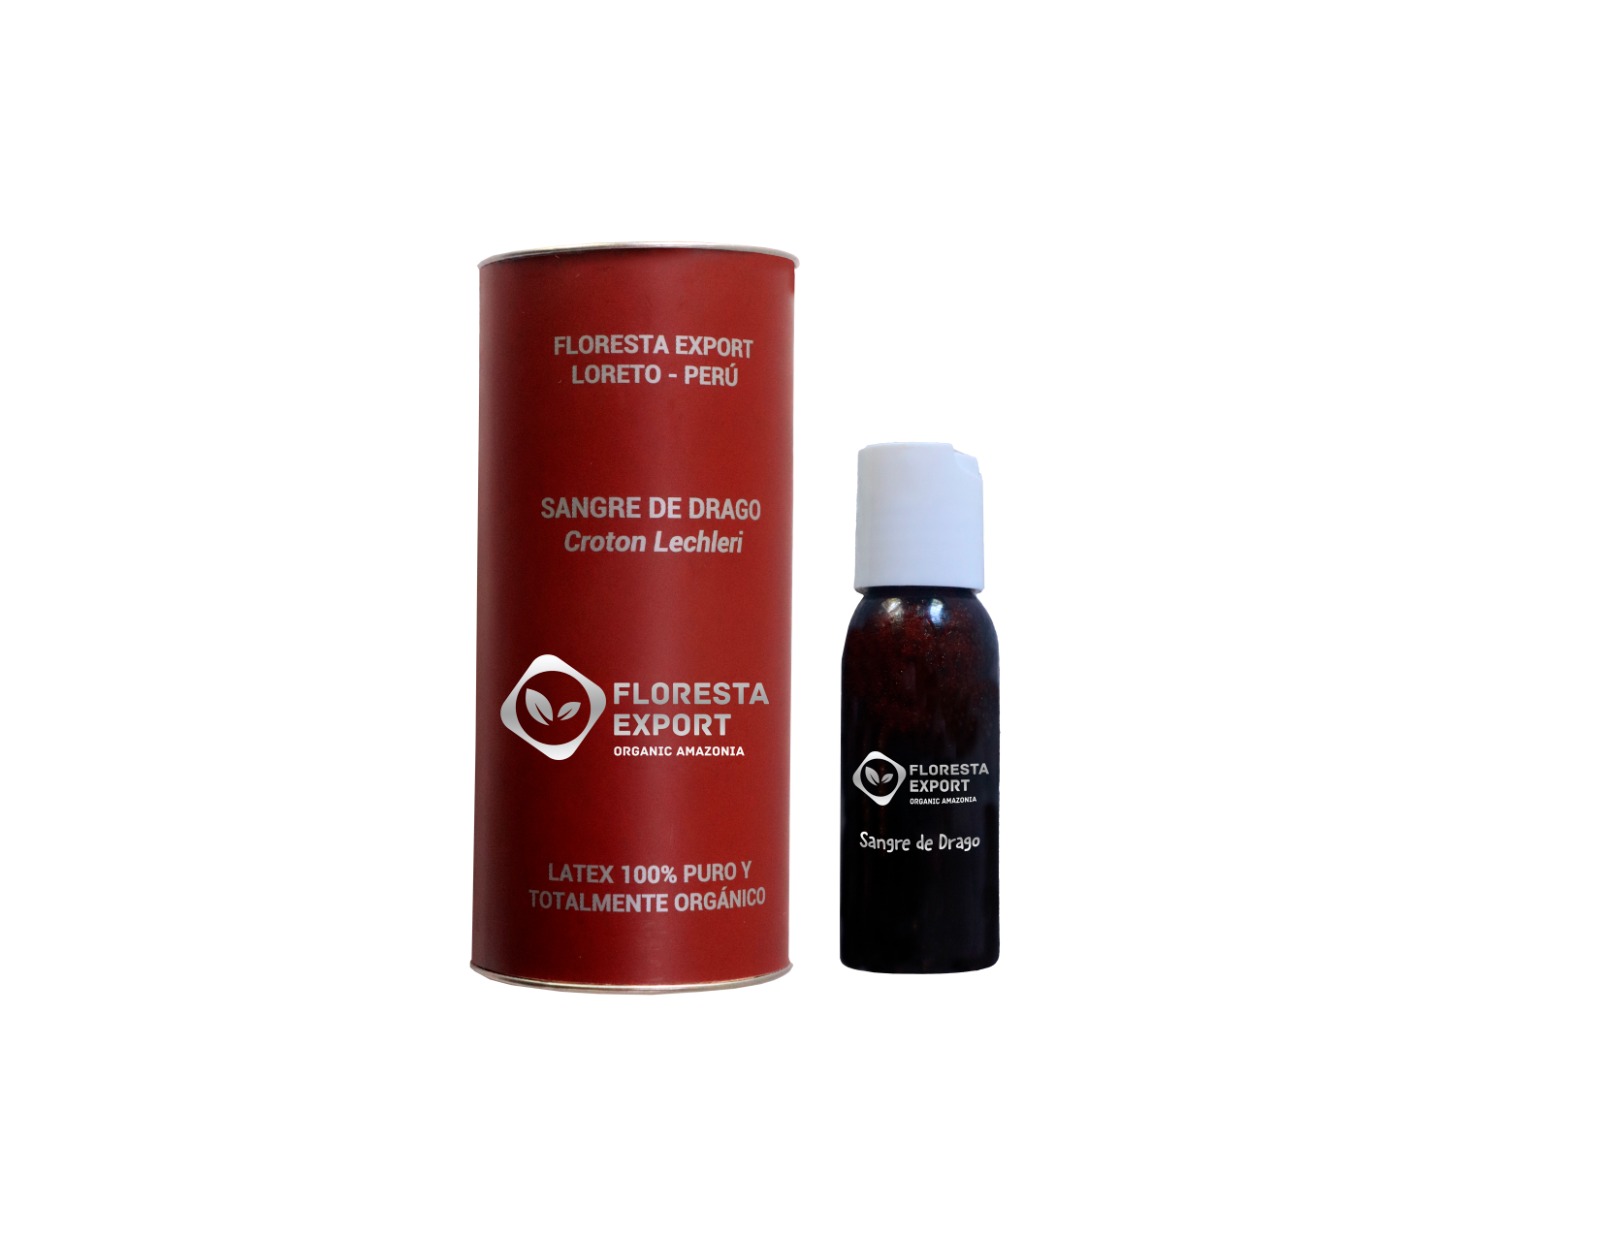 FLORESTA EXPORT
LORETO - PERÚ
SANGRE DE DRAGO
Croton Lechleri
FLORESTA
EXPORT
ORGANIC AMAZONIA
LATEX 100% PURO Y
TOTALMENTE ORGÁNICO
FLORESTA
EXPORT
ORGANIC AMAZONIA
Sangre de Drago